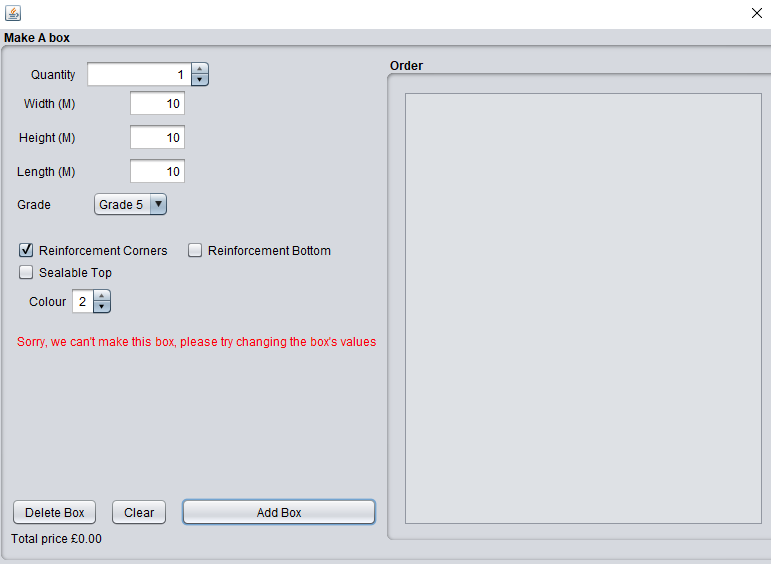 Make A box
Quantity 1
Width (M) 10
Height (M) 10
Length (M) 10
Grade Grade 5
Reinforcement Corners Reinforcement Bottom
Sealable Top
Colour 2
Sorry, we can't make this box, please try changing the box's values
Delete Box Clear Add Box
Total price £0.00
Order